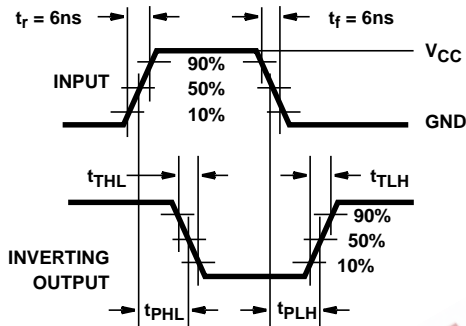 tr = 6ns
tf = 6ns
VCC
90%
INPUT
50%
10%
GND
tTHL
tTLH
90%
50%
INVERTING
10%
OUTPUT
tPHL
tPLH